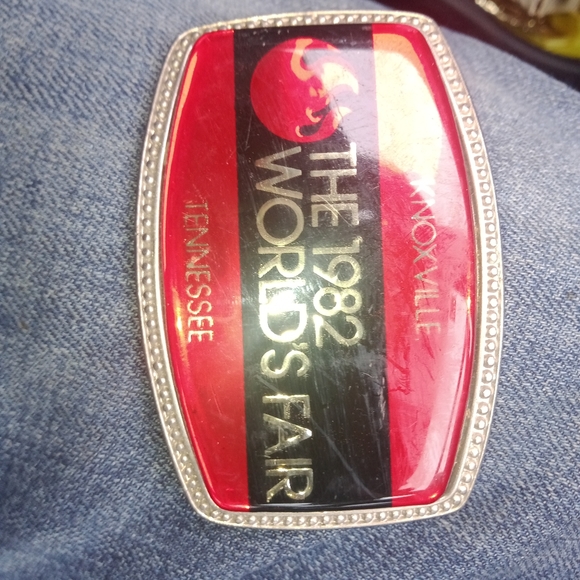 KNOXVILLE
THE 1982
WORLD'S FAIR
TENNESSEE